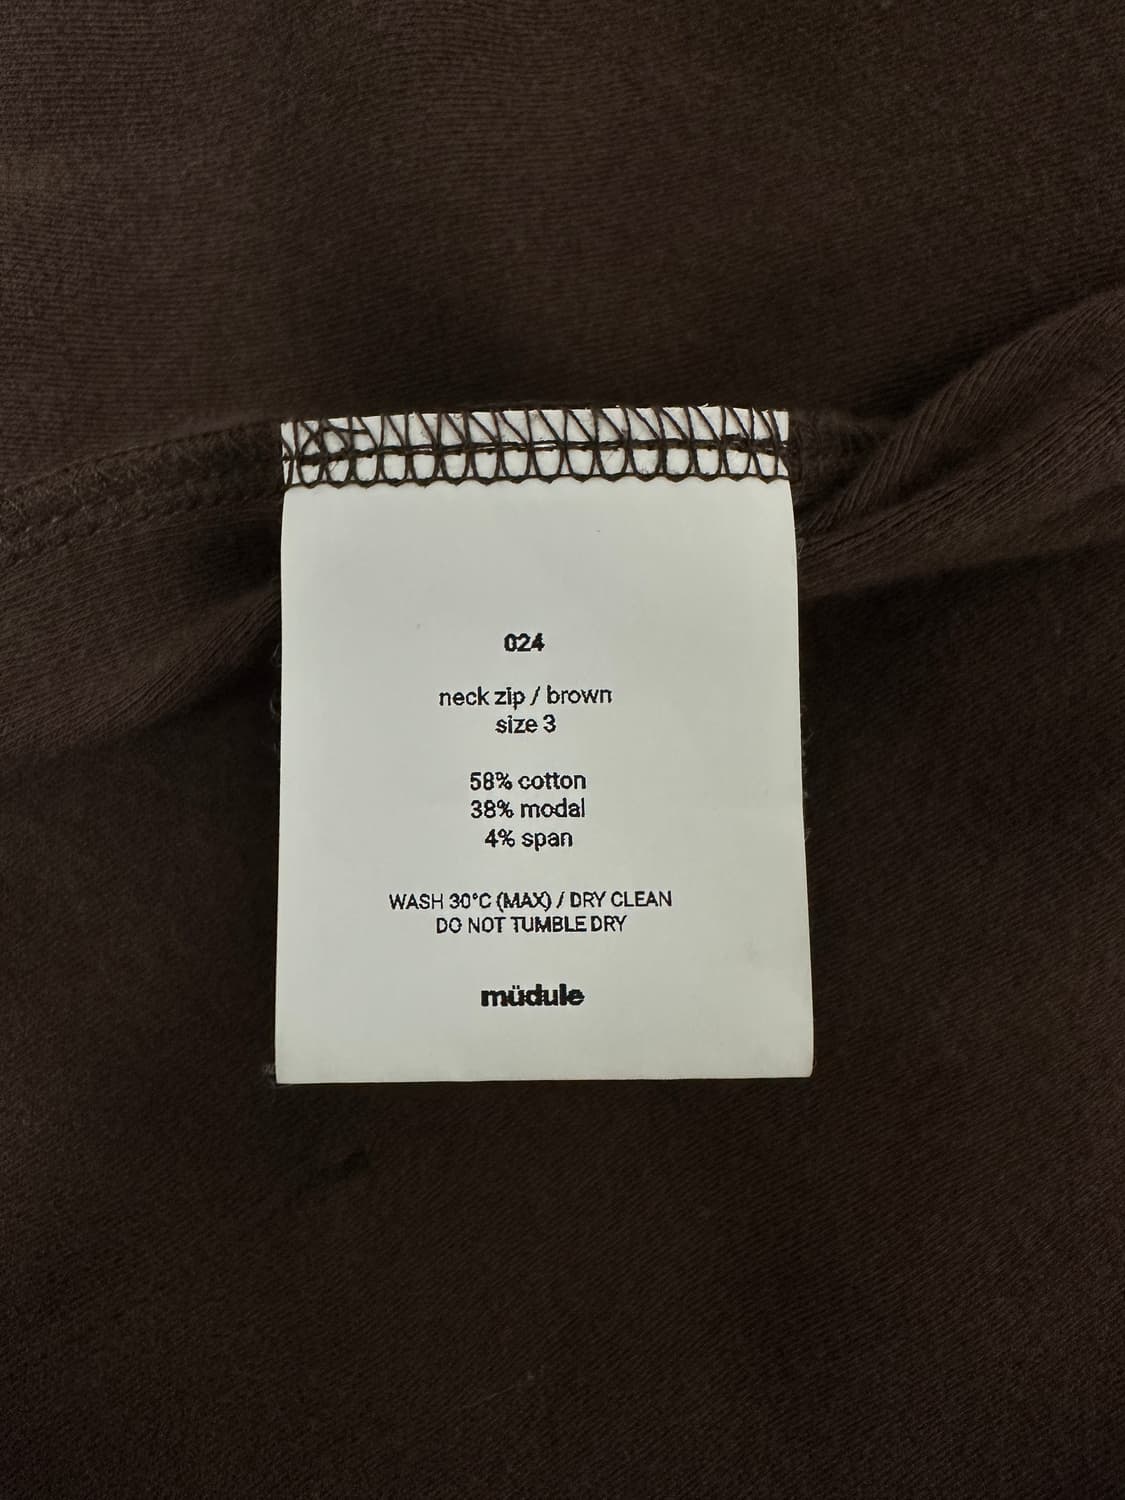 024
neck zip / brown
size 3
58% cotton
38% modal
4% span
WASH 30°C (MAX) / DRY CLEAN
DO NOT TUMBLE DRY
müdule